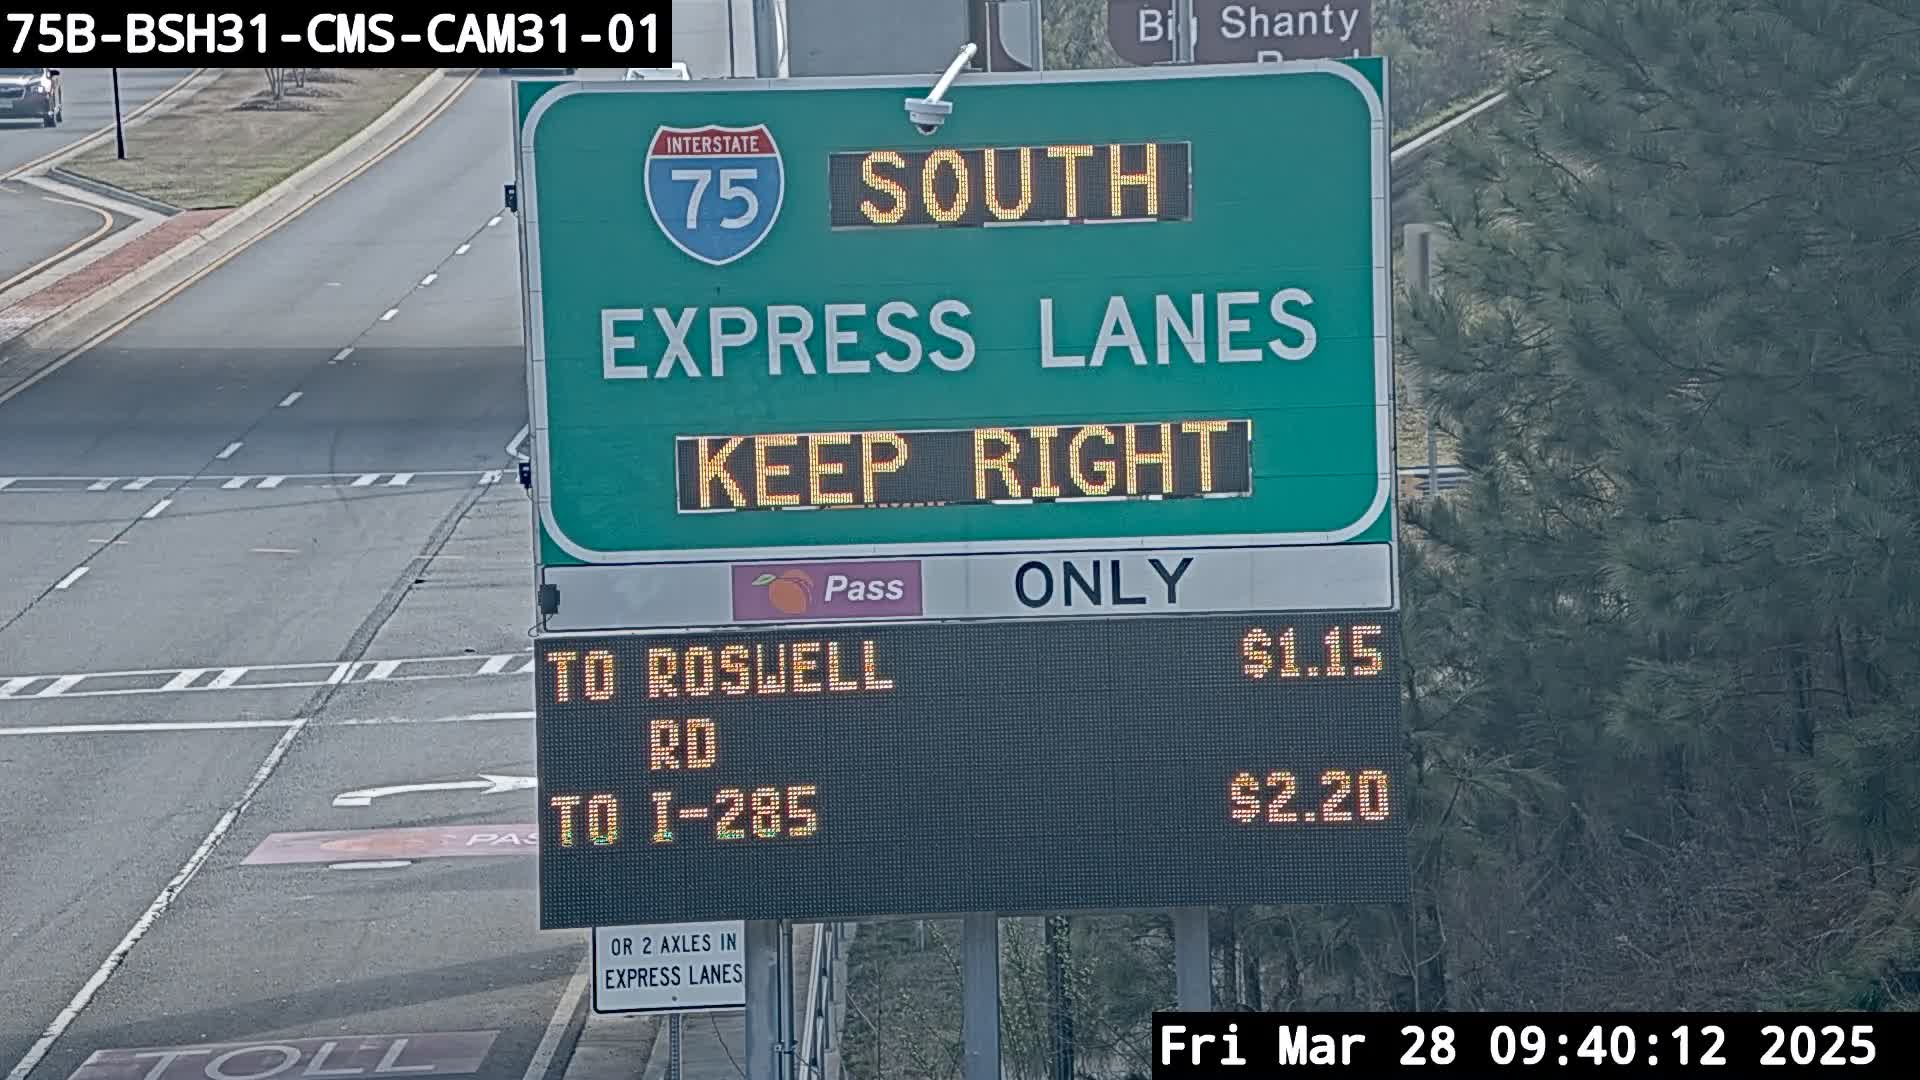 75B-BSH31-CMS-CAM31-01
Big Shanty
INTERSTATE
75
SOUTH
EXPRESS LANES
KEEP RIGHT
Pass ONLY
TO ROSWELL $1.15
RD
TO I-285 $2.20
PAS
OR 2 AXLES IN
EXPRESS LANES
TOLL
Fri Mar 28 09:40:12 2025